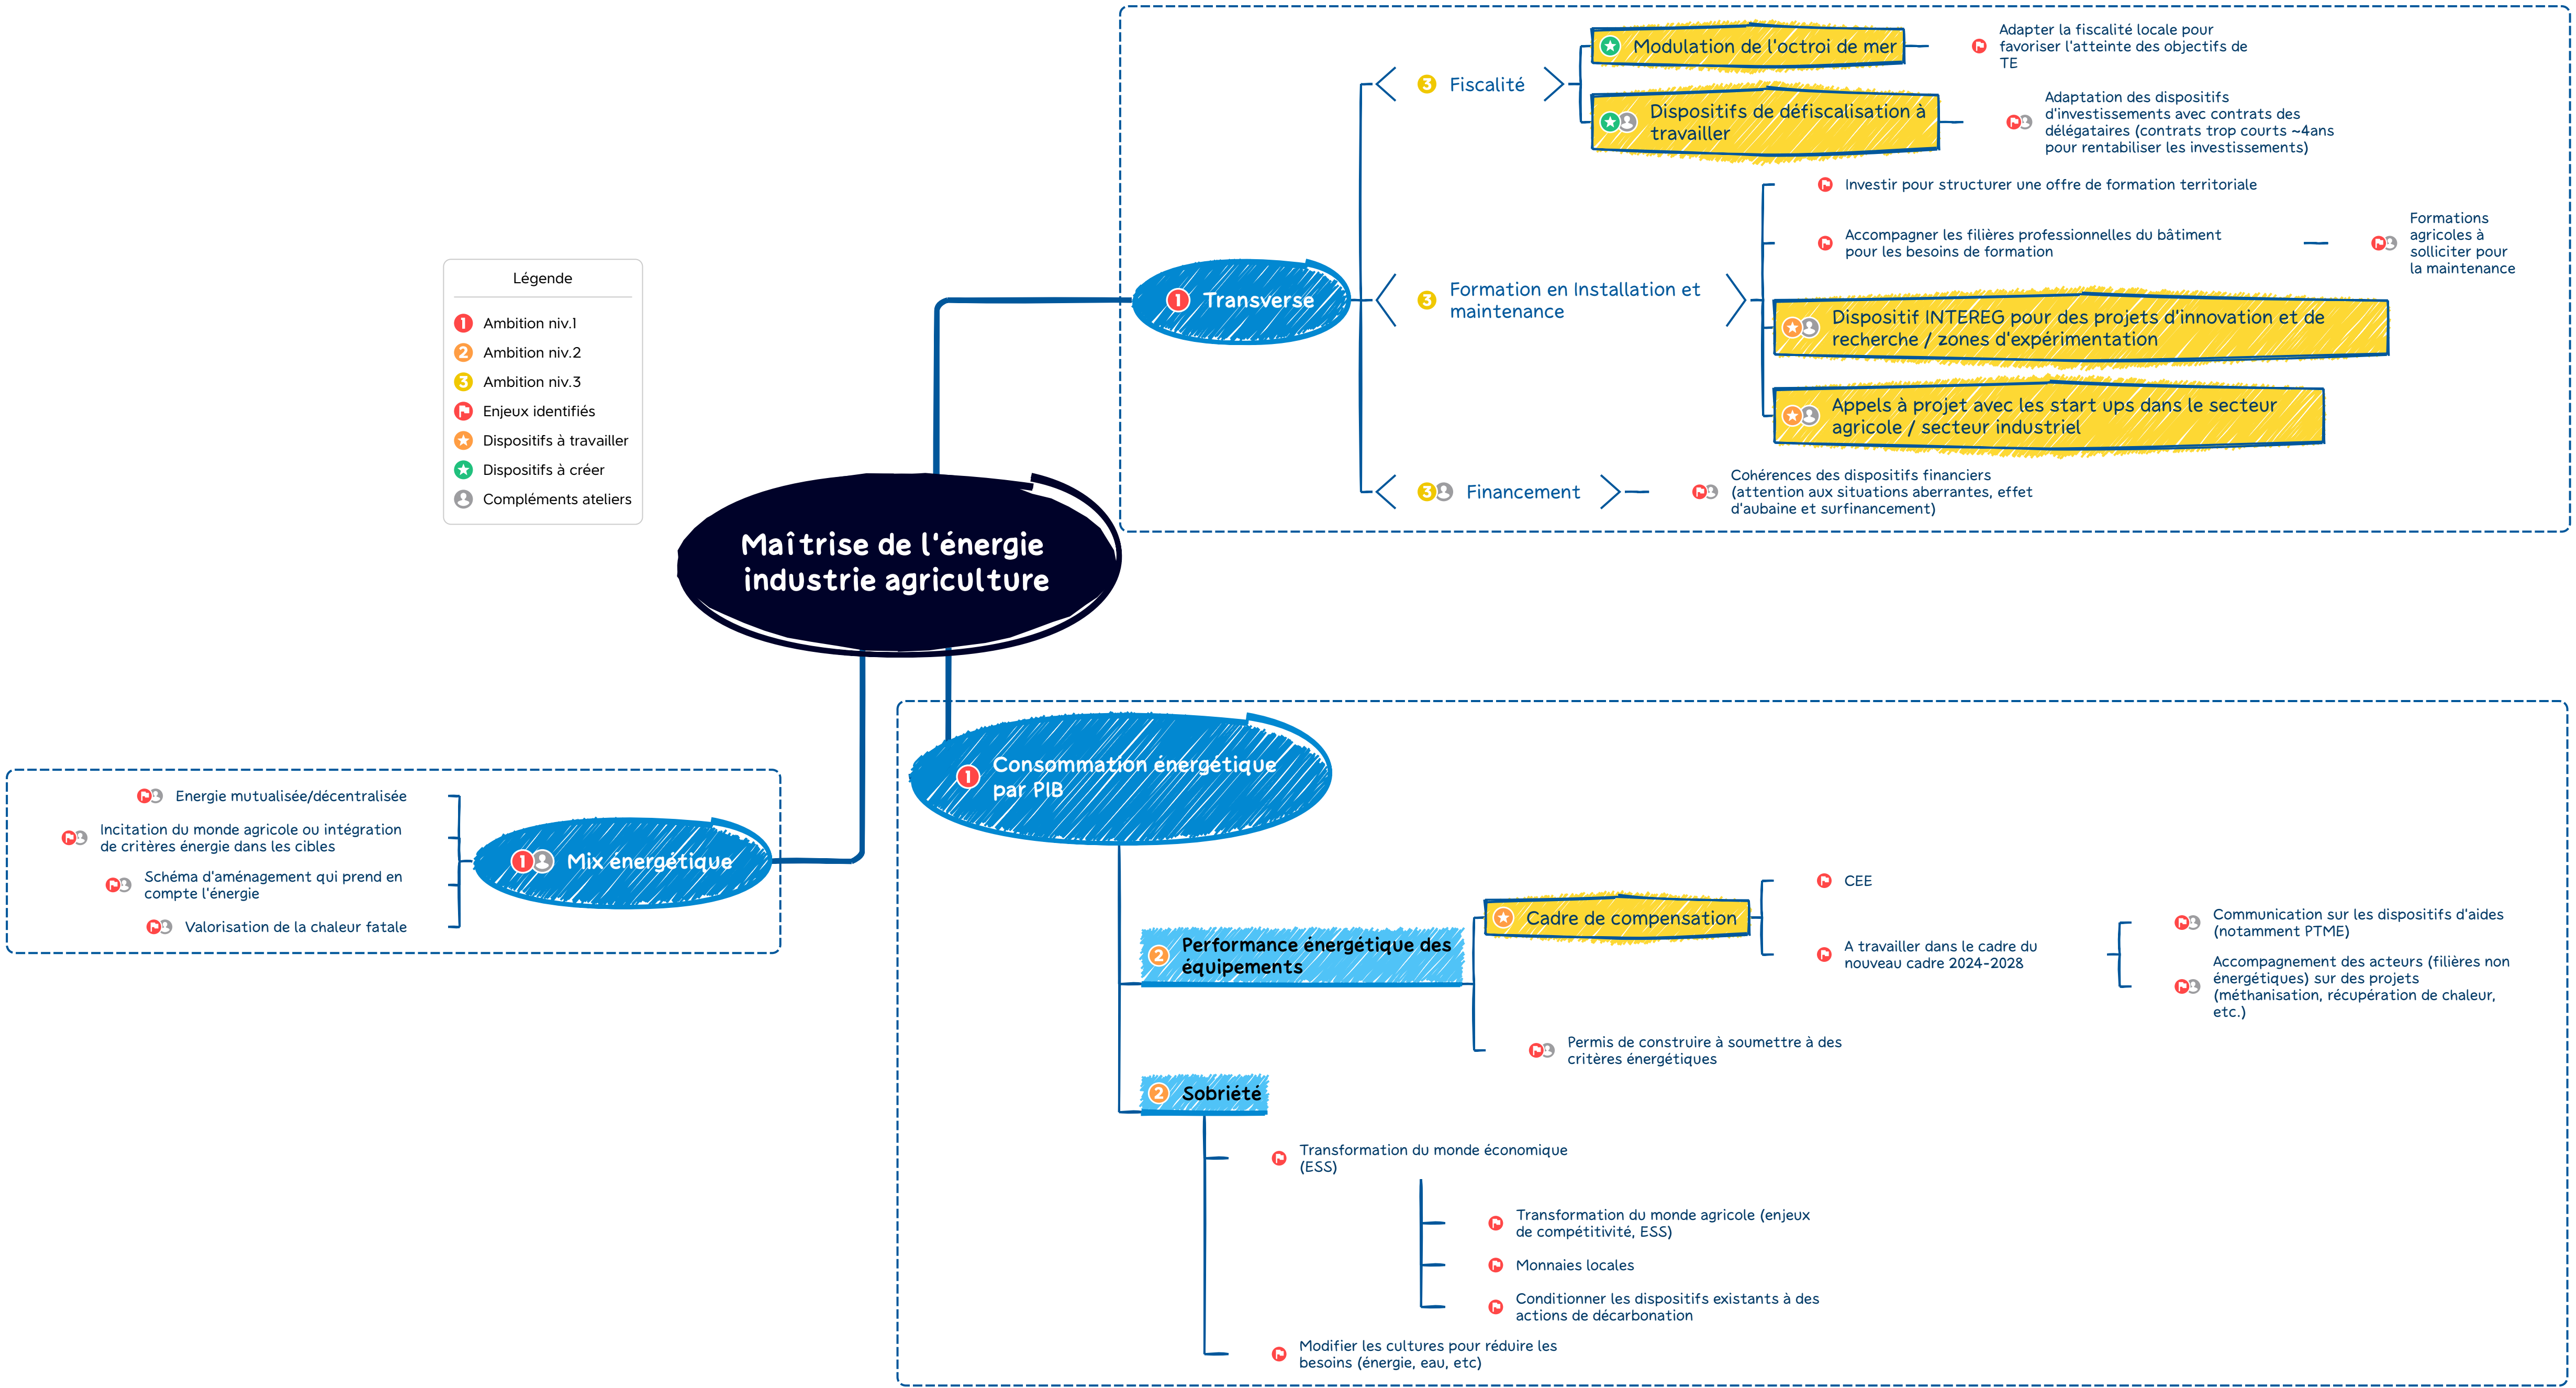 Légende
1 Ambition niv.1
2 Ambition niv.2
3 Ambition niv.3
Enjeux identifiés
Dispositifs à travailler
Dispositifs à créer
Compléments ateliers
Maîtrise de l'énergie
industrie agriculture
1 Transverse
3 Fiscalité
Modulation de l'octroi de mer
Adapter la fiscalité locale pour
favoriser l'atteinte des objectifs de
TE
Dispositifs de défiscalisation à
travailler
Adaptation des dispositifs
d'investissements avec contrats des
délégataires (contrats trop courts ~4ans
pour rentabiliser les investissements)
3 Formation en Installation et
maintenance
Investir pour structurer une offre de formation territoriale
Accompagner les filières professionnelles du bâtiment
pour les besoins de formation
Formations
agricoles à
solliciter pour
la maintenance
Dispositif INTEREG pour des projets d'innovation et de
recherche / zones d'expérimentation
Appels à projet avec les start ups dans le secteur
agricole / secteur industriel
3 Financement
Cohérences des dispositifs financiers
(attention aux situations aberrantes, effet
d'aubaine et surfinancement)
1 Consommation énergétique
par PIB
2 Performance énergétique des
équipements
Cadre de compensation
CEE
A travailler dans le cadre du
nouveau cadre 2024-2028
Communication sur les dispositifs d'aides
(notamment PTME)
Accompagnement des acteurs (filières non
énergétiques) sur des projets
(méthanisation, récupération de chaleur,
etc.)
Permis de construire à soumettre à des
critères énergétiques
2 Sobriété
Transformation du monde économique
(ESS)
Transformation du monde agricole (enjeux
de compétitivité, ESS)
Monnaies locales
Conditionner les dispositifs existants à des
actions de décarbonation
Modifier les cultures pour réduire les
besoins (énergie, eau, etc)
1 Mix énergétique
Energie mutualisée/décentralisée
Incitation du monde agricole ou intégration
de critères énergie dans les cibles
Schéma d'aménagement qui prend en
compte l'énergie
Valorisation de la chaleur fatale